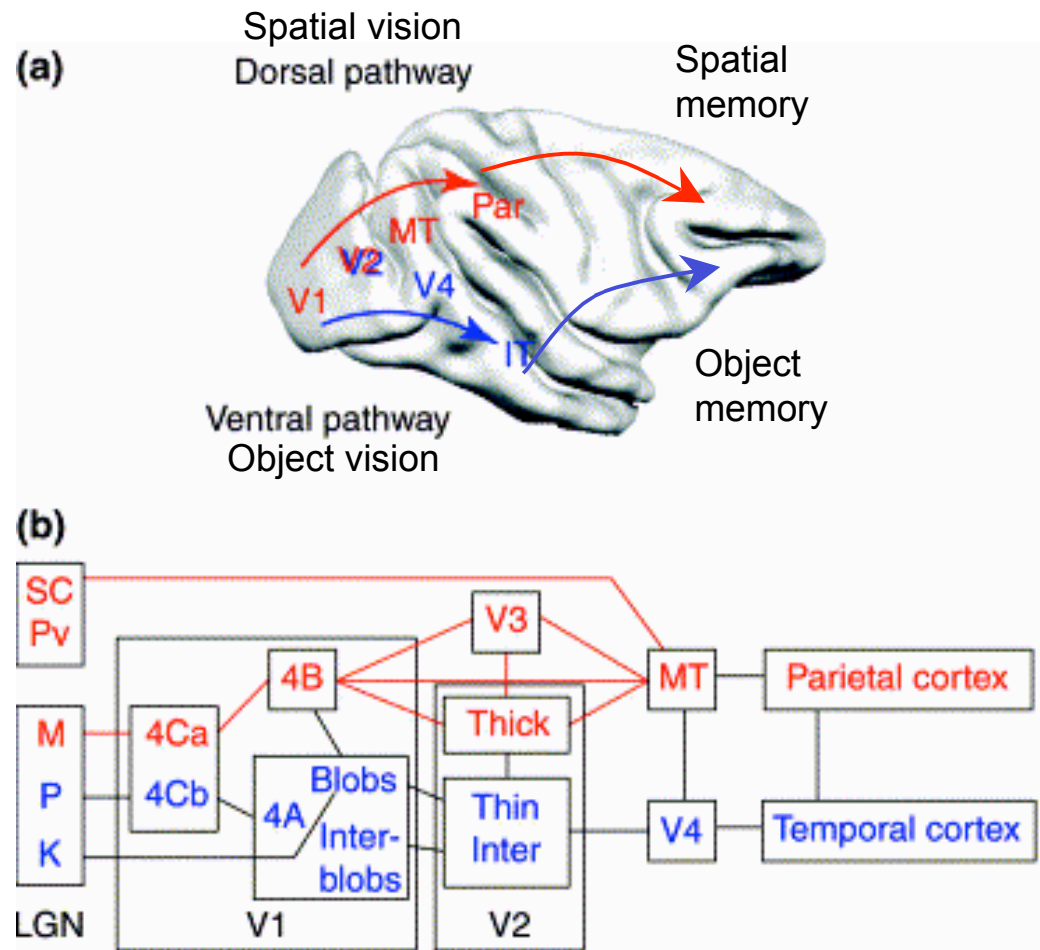 Spatial vision
(a)
Dorsal pathway
Spatial
memory
Par
MT
V2
V4
V1
IT
Object
memory
Ventral pathway
Object vision
(b)
SC
Pv
V3
4B
MT
Parietal cortex
M
4Ca
Thick
P
4Cb
Blobs
4A
Thin
K
Inter-
blobs
Inter
V4
Temporal cortex
LGN
V1
V2